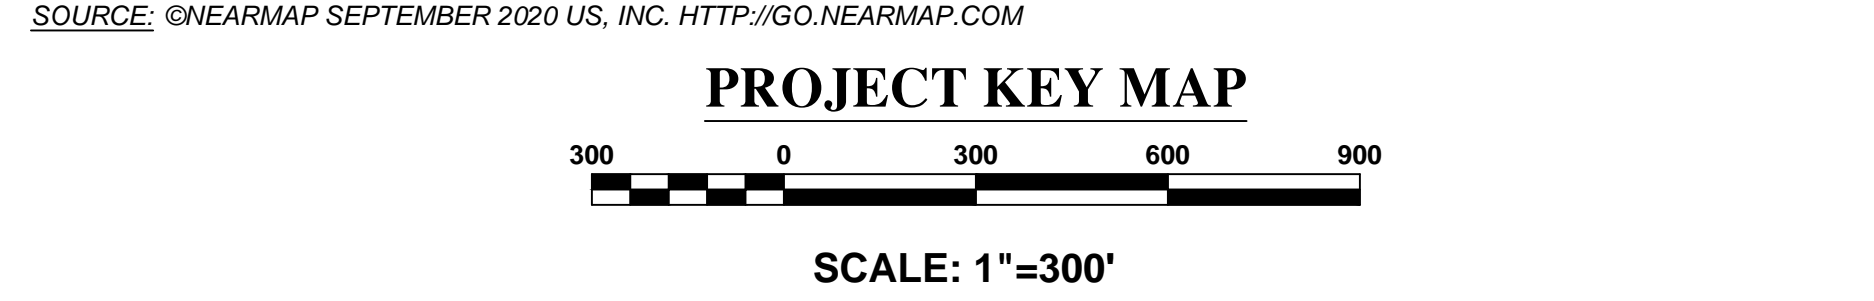 SOURCE: ©NEARMAP SEPTEMBER 2020 US, INC. HTTP://GO.NEARMAP.COM
PROJECT KEY MAP
300 0 300 600 900
SCALE: 1"=300'